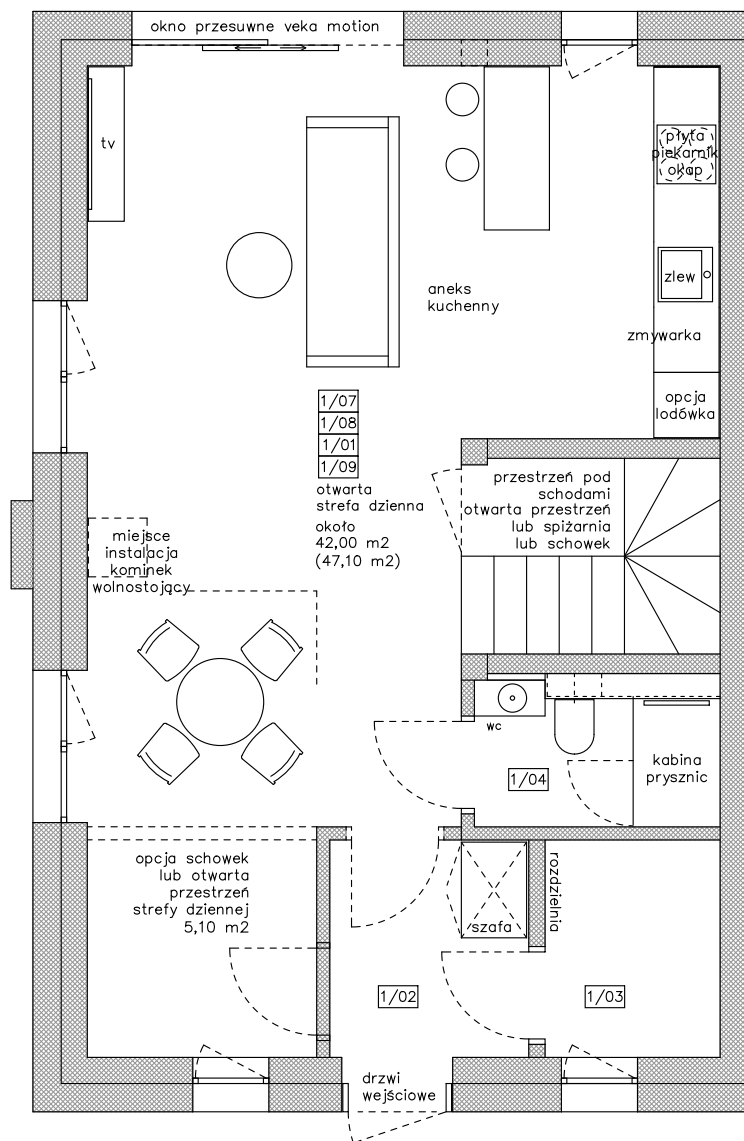 okno przesuwne veka motion
tv
płyta
piekarnik
okap
zlew
aneks
kuchenny
zmywarka
opcja
lodówka
1/07
1/08
1/01
1/09
otwarta
strefa dzienna
około
42,00 m2
(47,10 m2)
przestrzeń pod
schodami
otwarta przestrzeń
lub spiżarnia
lub schowek
miejsce
instalacja
kominek
wolnostojący
wc
1/04
kabina
prysznic
opcja schowek
lub otwarta
przestrzeń
strefy dziennej
5,10 m2
szafa
rozdzielnia
1/02
1/03
drzwi
wejściowe